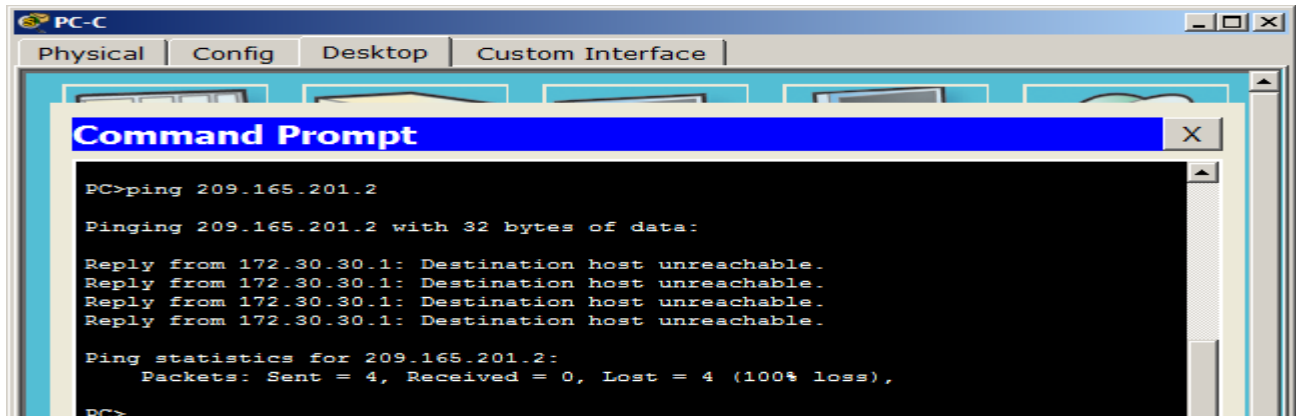 PC-C
Physical Config Desktop Custom Interface
Command Prompt X
PC>ping 209.165.201.2
Pinging 209.165.201.2 with 32 bytes of data:
Reply from 172.30.30.1: Destination host unreachable.
Reply from 172.30.30.1: Destination host unreachable.
Reply from 172.30.30.1: Destination host unreachable.
Reply from 172.30.30.1: Destination host unreachable.
Ping statistics for 209.165.201.2:
Packets: Sent = 4, Received = 0, Lost = 4 (100% loss),
PC>